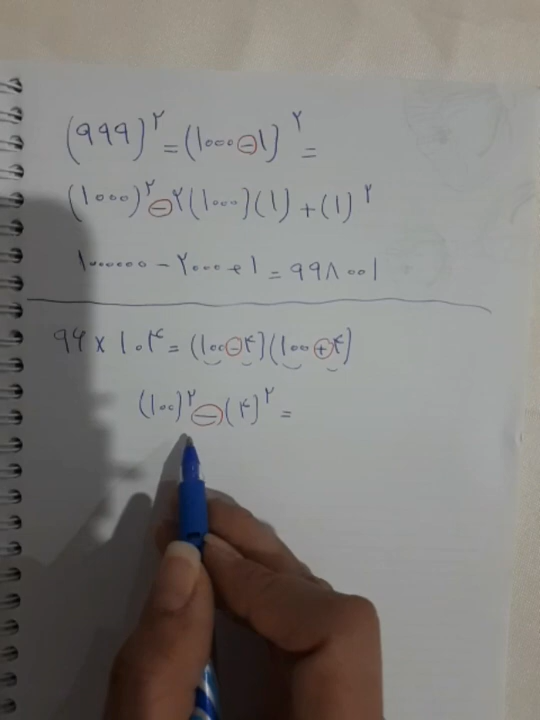 (۹۹۹)^۲ = (۱۰۰۰ - ۱)^۲ =
(۱۰۰۰)^۲ - ۲(۱۰۰۰)(۱) + (۱)^۲
۱۰۰۰۰۰۰ - ۲۰۰۰ + ۱ = ۹۹۸۰۰۱
۹۶ × ۱۰۴ = (۱۰۰ - ۴)(۱۰۰ + ۴)
(۱۰۰)^۲ - (۴)^۲ =